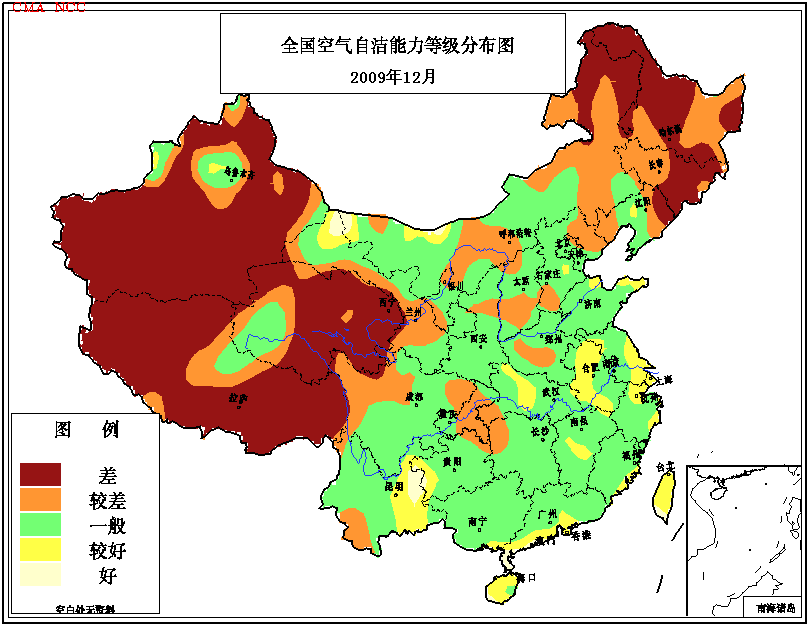 CMA NCC
全国空气自洁能力等级分布图
2009年12月
哈尔滨
长春
乌鲁木齐
沈阳
呼和浩特
北京
天津
银川
太原
石家庄
西宁
兰州
济南
西安
郑州
合肥
南京
上海
拉萨
成都
武汉
杭州
重庆
长沙
南昌
贵阳
福州
台北
昆明
南宁
广州
澳门
香港
海口
图 例
差
较差
一般
较好
好
空白处无资料
南海诸岛